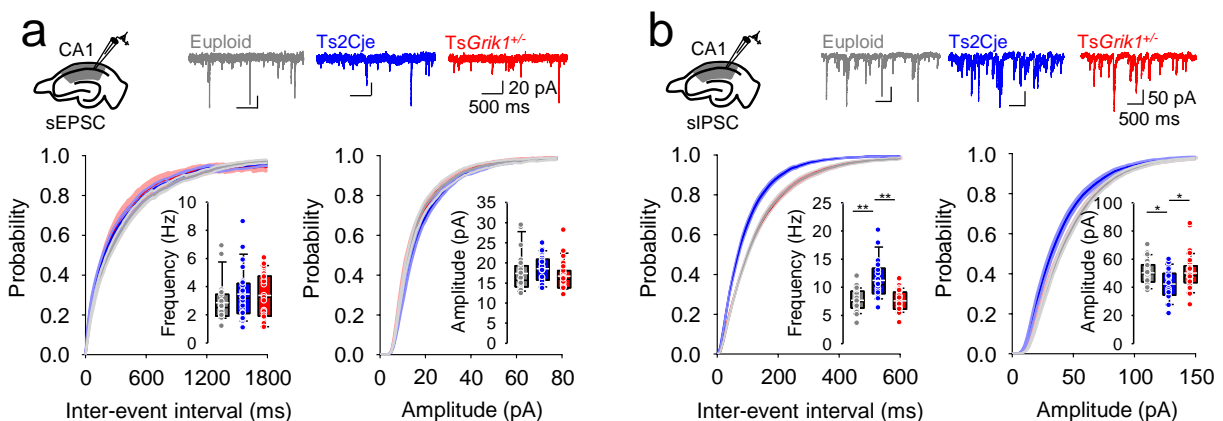 a
CA1
sEPSC
Euploid
Ts2Cje
TsGrik1+/-
20 pA
500 ms
Probability
1.0
0.8
0.6
0.4
0.2
0.0
0
600
1200
1800
Inter-event interval (ms)
Frequency (Hz)
10
8
6
4
2
0
Probability
1.0
0.8
0.6
0.4
0.2
0.0
0
20
40
60
80
Amplitude (pA)
Amplitude (pA)
35
30
25
20
15
10
5
0
b
CA1
sIPSC
Euploid
Ts2Cje
TsGrik1+/-
50 pA
500 ms
Probability
1.0
0.8
0.6
0.4
0.2
0.0
0
200
400
600
Inter-event interval (ms)
Frequency (Hz)
25
20
15
10
5
0
**
**
Probability
1.0
0.8
0.6
0.4
0.2
0.0
0
50
100
150
Amplitude (pA)
Amplitude (pA)
100
80
60
40
20
0
*
*